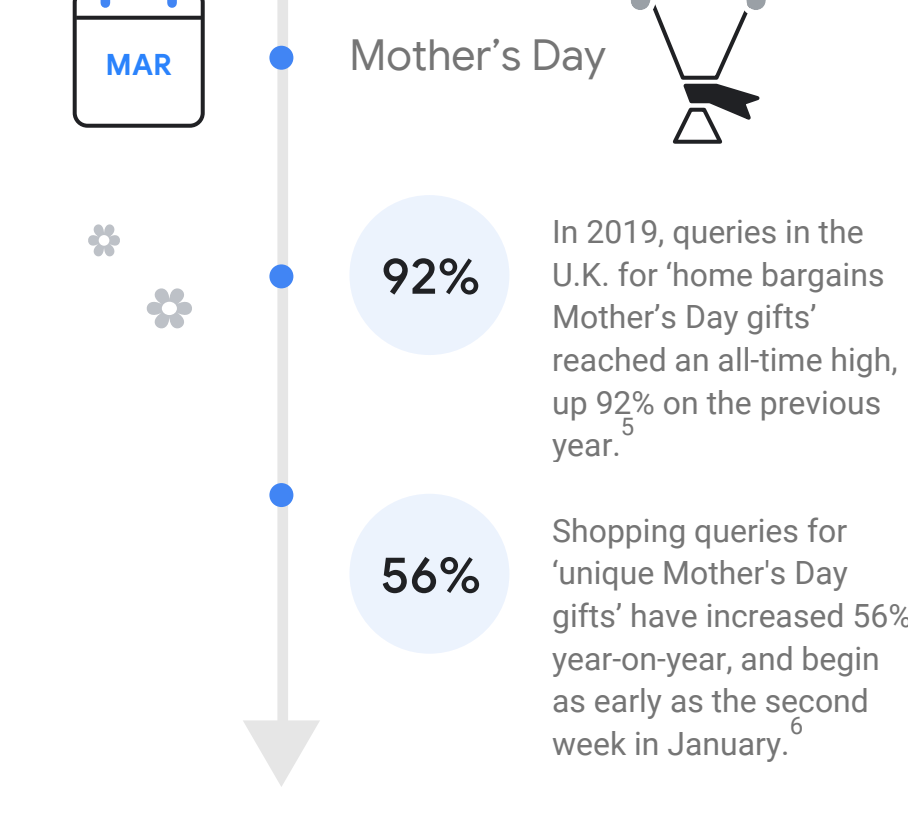 MAR
Mother’s Day
92%
In 2019, queries in the
U.K. for ‘home bargains
Mother’s Day gifts’
reached an all-time high,
up 92% on the previous
year.5
56%
Shopping queries for
‘unique Mother's Day
gifts’ have increased 56%
year-on-year, and begin
as early as the second
week in January.6